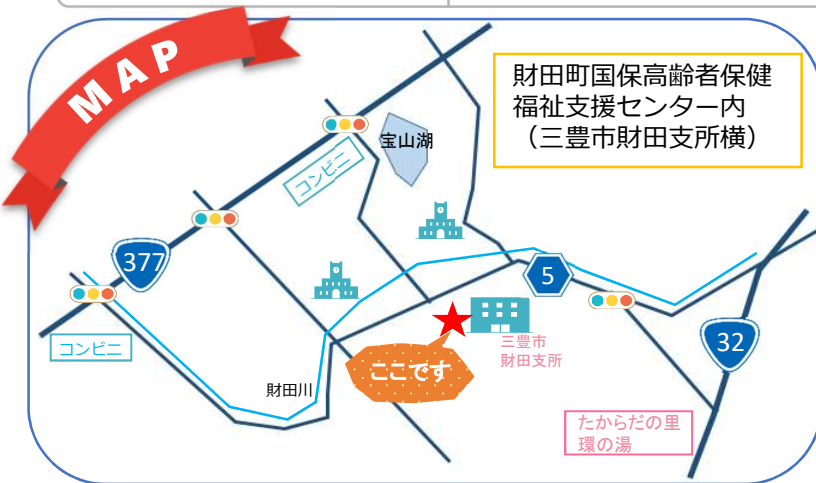 MAP
財田町国保高齢者保健
福祉支援センター内
（三豊市財田支所横）
宝山湖
コンビニ
377
5
コンビニ
三豊市
財田支所
32
ここです
財田川
たからだの里
環の湯